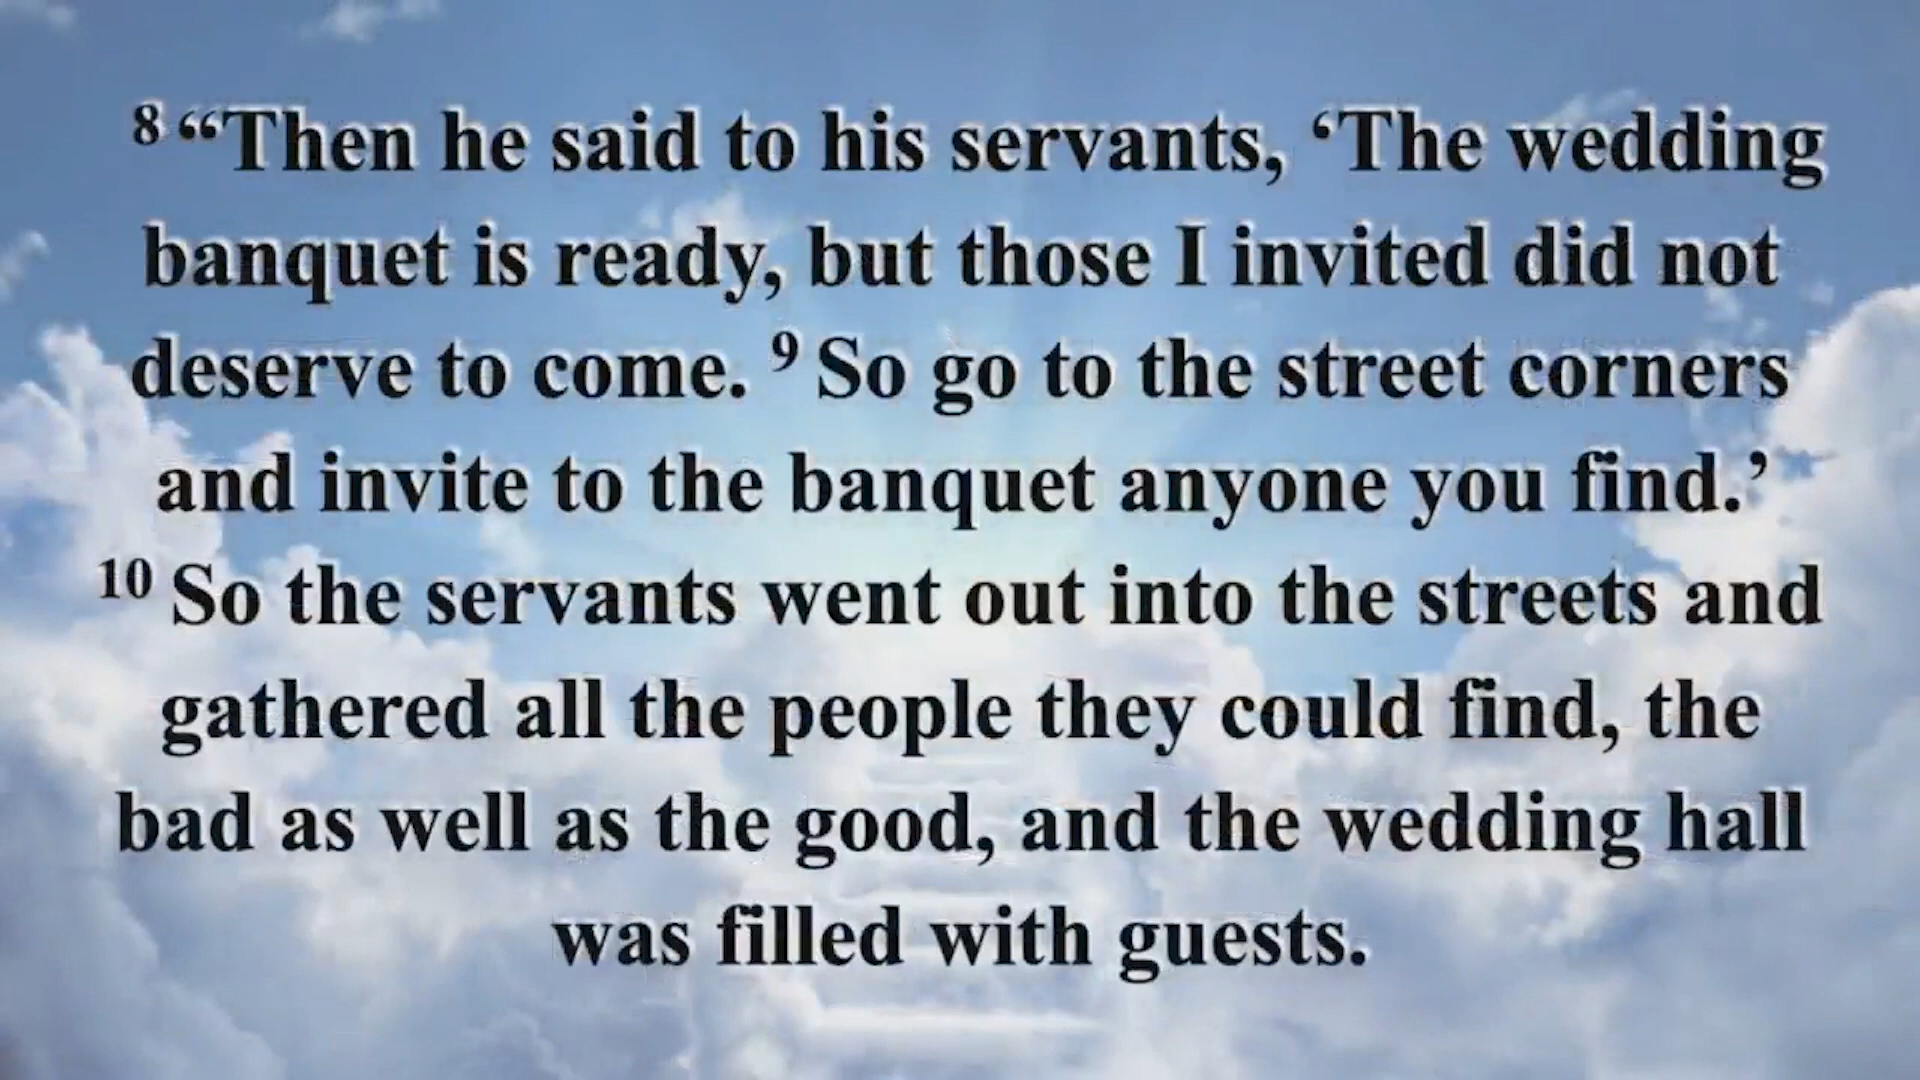 8 “Then he said to his servants, ‘The wedding
banquet is ready, but those I invited did not
deserve to come. 9 So go to the street corners
and invite to the banquet anyone you find.’
10 So the servants went out into the streets and
gathered all the people they could find, the
bad as well as the good, and the wedding hall
was filled with guests.